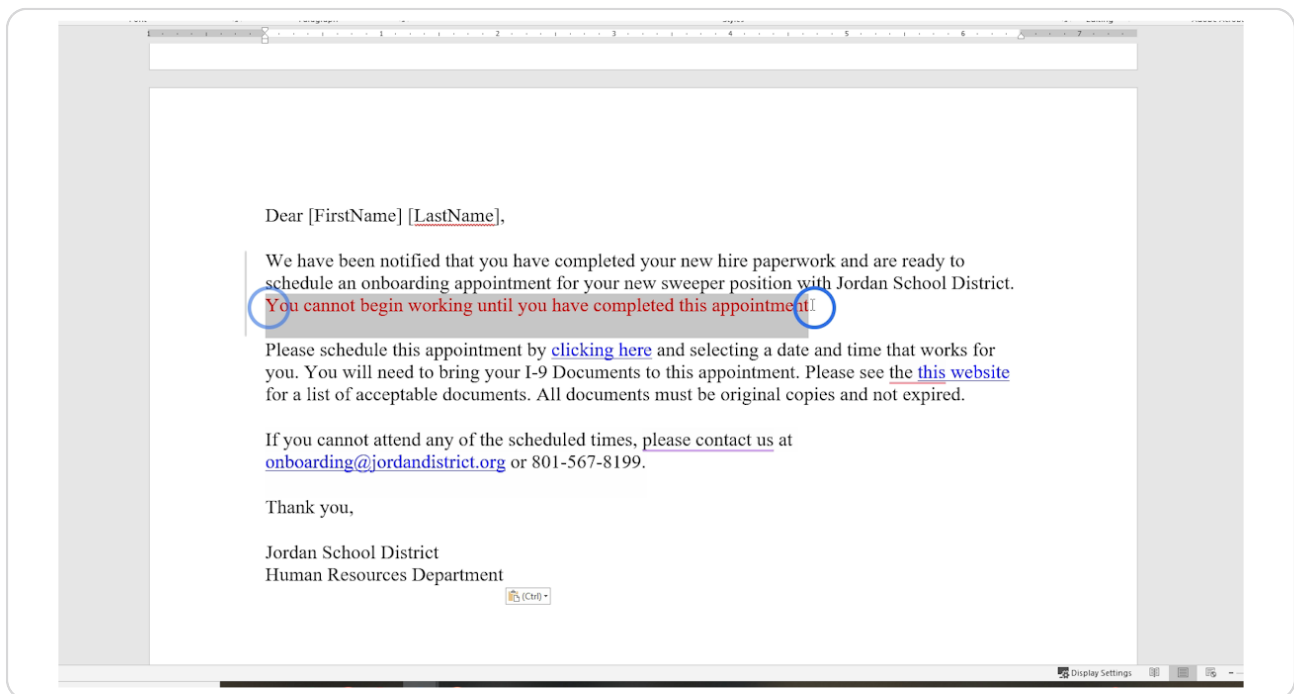 Dear [FirstName] [LastName],
We have been notified that you have completed your new hire paperwork and are ready to
schedule an onboarding appointment for your new sweeper position with Jordan School District.
You cannot begin working until you have completed this appointment
Please schedule this appointment by clicking here and selecting a date and time that works for
you. You will need to bring your I-9 Documents to this appointment. Please see the this website
for a list of acceptable documents. All documents must be original copies and not expired.
If you cannot attend any of the scheduled times, please contact us at
onboarding@jordandistrict.org or 801-567-8199.
Thank you,
Jordan School District
Human Resources Department
(Ctrl)
Display Settings